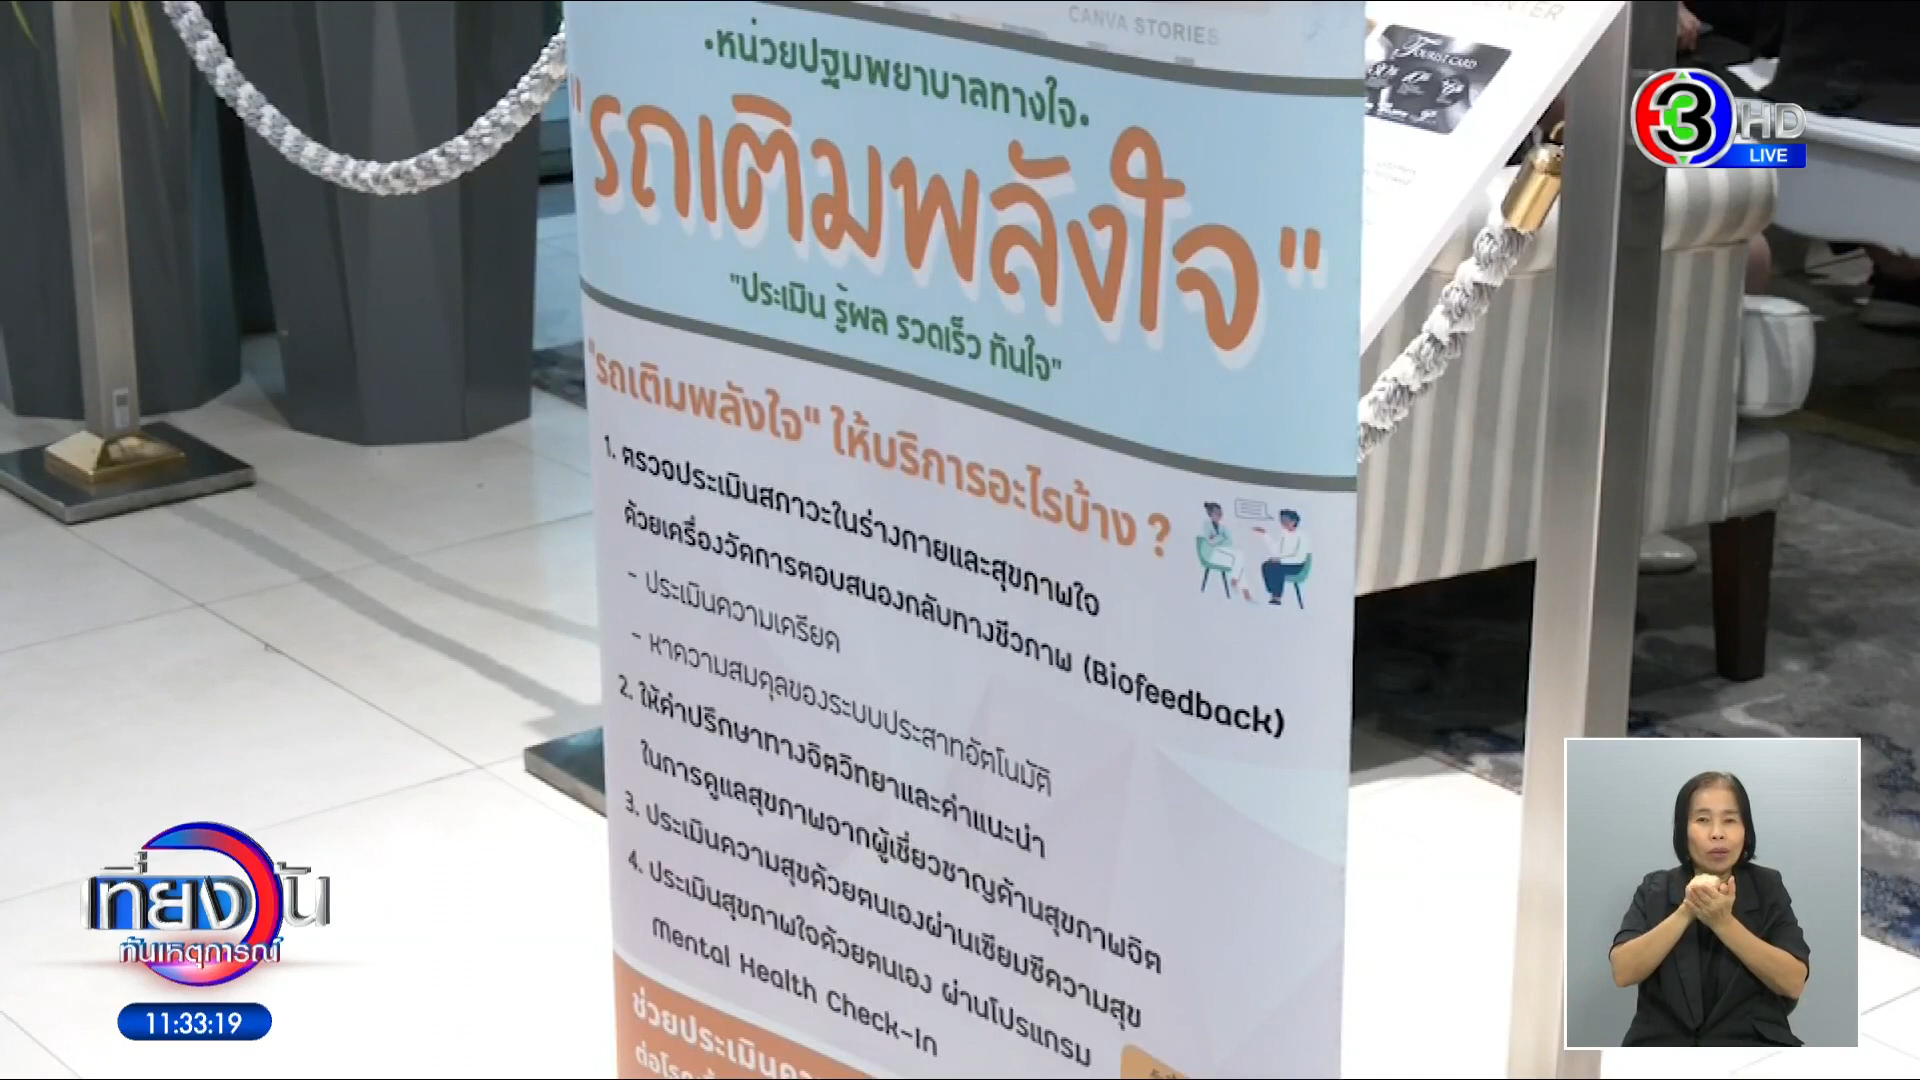 CANVA STORIES
•หน่วยปฐมพยาบาลทางใจ•
"รถเติมพลังใจ"
"ประเมิน รู้ผล รวดเร็ว ทันใจ"
"รถเติมพลังใจ" ให้บริการอะไรบ้าง ?
1. ตรวจประเมินสภาวะในร่างกายและสุขภาพใจ
ด้วยเครื่องวัดการตอบสนองกลับทางชีวภาพ (Biofeedback)
- ประเมินความเครียด
- หาความสมดุลของระบบประสาทอัตโนมัติ
2. ให้คำปรึกษาทางจิตวิทยาและคำแนะนำ
ในการดูแลสุขภาพจากผู้เชี่ยวชาญด้านสุขภาพจิต
3. ประเมินความสุขด้วยตนเองผ่านเซียมซีความสุข
4. ประเมินสุขภาพใจด้วยตนเอง ผ่านโปรแกรม
Mental Health Check-In
ช่วยประเมิน
TOURIST CARD
3 HD
LIVE
เที่ยงวัน
ทันเหตุการณ์
11:33:19